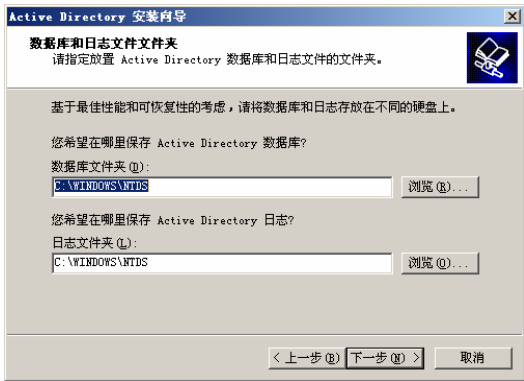 Active Directory 安装向导
数据库和日志文件文件夹
请指定放置 Active Directory 数据库和日志文件的文件夹。
基于最佳性能和可恢复性的考虑，请将数据库和日志存放在不同的硬盘上。
您希望在哪里保存 Active Directory 数据库?
数据库文件夹(D):
C:\WINDOWS\NTDS
浏览(R)...
您希望在哪里保存 Active Directory 日志?
日志文件夹(L):
C:\WINDOWS\NTDS
浏览(O)...
< 上一步(B) 下一步(N) > 取消